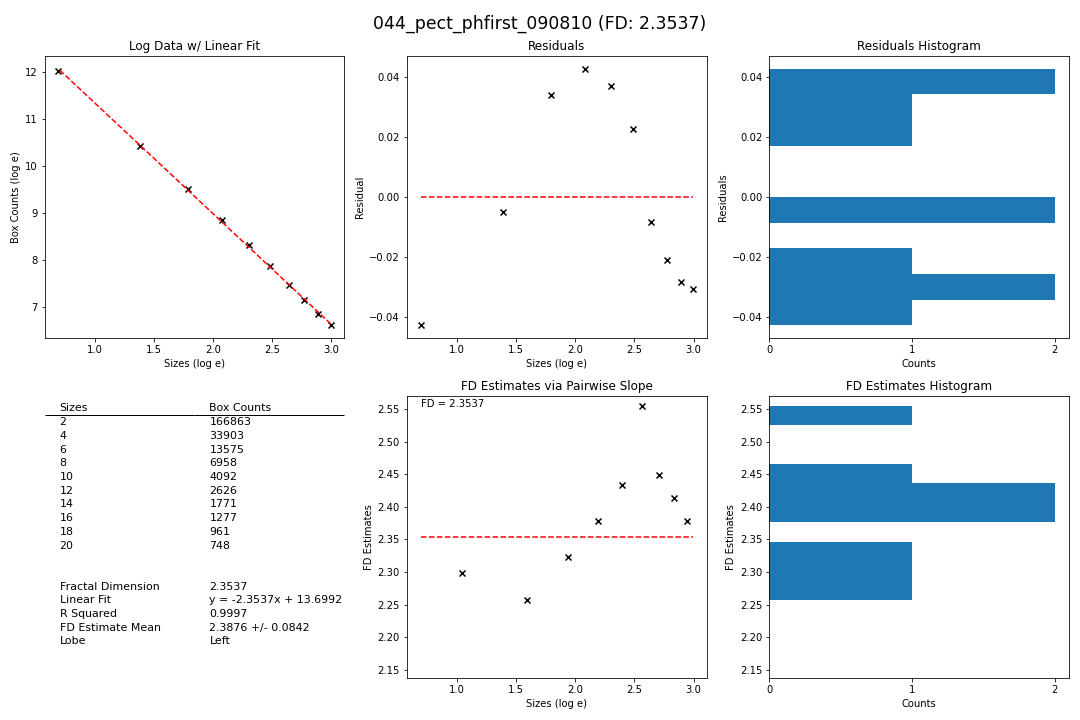 044_pect_phfirst_090810 (FD: 2.3537)
Log Data w/ Linear Fit
12
11
10
9
8
7
Box Counts (log e)
1.0 1.5 2.0 2.5 3.0
Sizes (log e)
Residuals
0.04
0.02
0.00
−0.02
−0.04
Residual
1.0 1.5 2.0 2.5 3.0
Sizes (log e)
Residuals Histogram
0.04
0.02
0.00
−0.02
−0.04
Residuals
0 1 2
Counts
Sizes Box Counts
2 166863
4 33903
6 13575
8 6958
10 4092
12 2626
14 1771
16 1277
18 961
20 748
Fractal Dimension 2.3537
Linear Fit y = -2.3537x + 13.6992
R Squared 0.9997
FD Estimate Mean 2.3876 +/- 0.0842
Lobe Left
FD Estimates via Pairwise Slope
FD = 2.3537
2.55
2.50
2.45
2.40
2.35
2.30
2.25
2.20
2.15
FD Estimates
1.0 1.5 2.0 2.5 3.0
Sizes (log e)
FD Estimates Histogram
2.55
2.50
2.45
2.40
2.35
2.30
2.25
2.20
2.15
FD Estimates
0 1 2
Counts